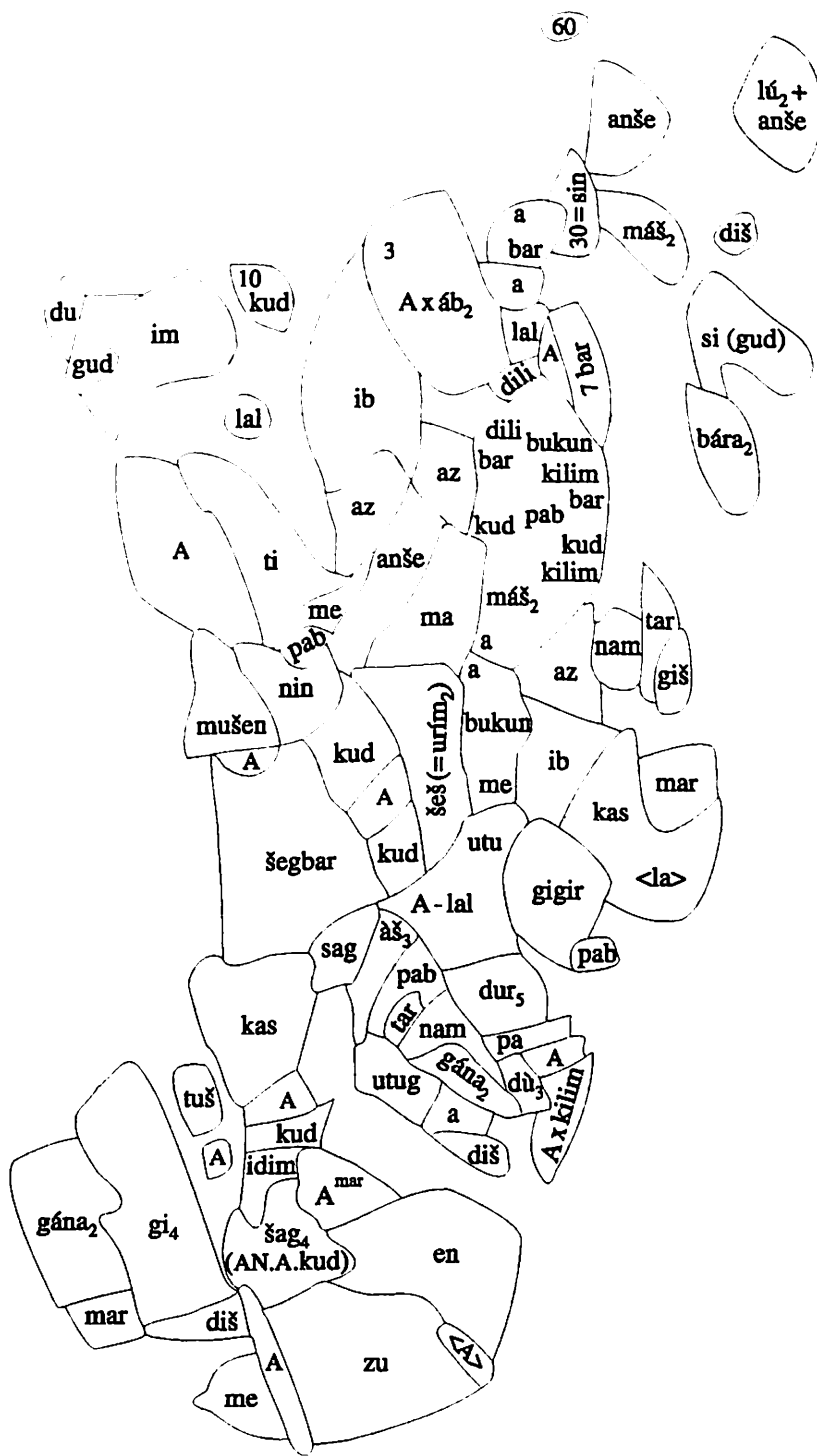 60
lú₂ +
anše
anše
30 = sin
a
bar
máš₂
diš
3
A x áb₂
a
10
kud
du
im
gud
lal
A
7 bar
si (gud)
dili
ib
lal
dili
bukun
bára₂
bar
kilim
az
bar
az
kud
pab
A
ti
anše
kud
kilim
máš₂
me
ma
tar
pab
a
nam
az
giš
nin
a
mušen
šeš (=urím₂)
bukun
kud
A
ib
mar
me
A
kas
šegbar
kud
utu
<la>
gigir
A - lal
àš₃
sag
pab
pab
dur₅
kas
tar
nam
pa
A
gána₂
dù₃
utug
tuš
A
a
A x kilim
kud
diš
A
idim
A^mar
gána₂
gi₄
šag₄
(AN.A.kud)
en
mar
diš
<A>
A
zu
me